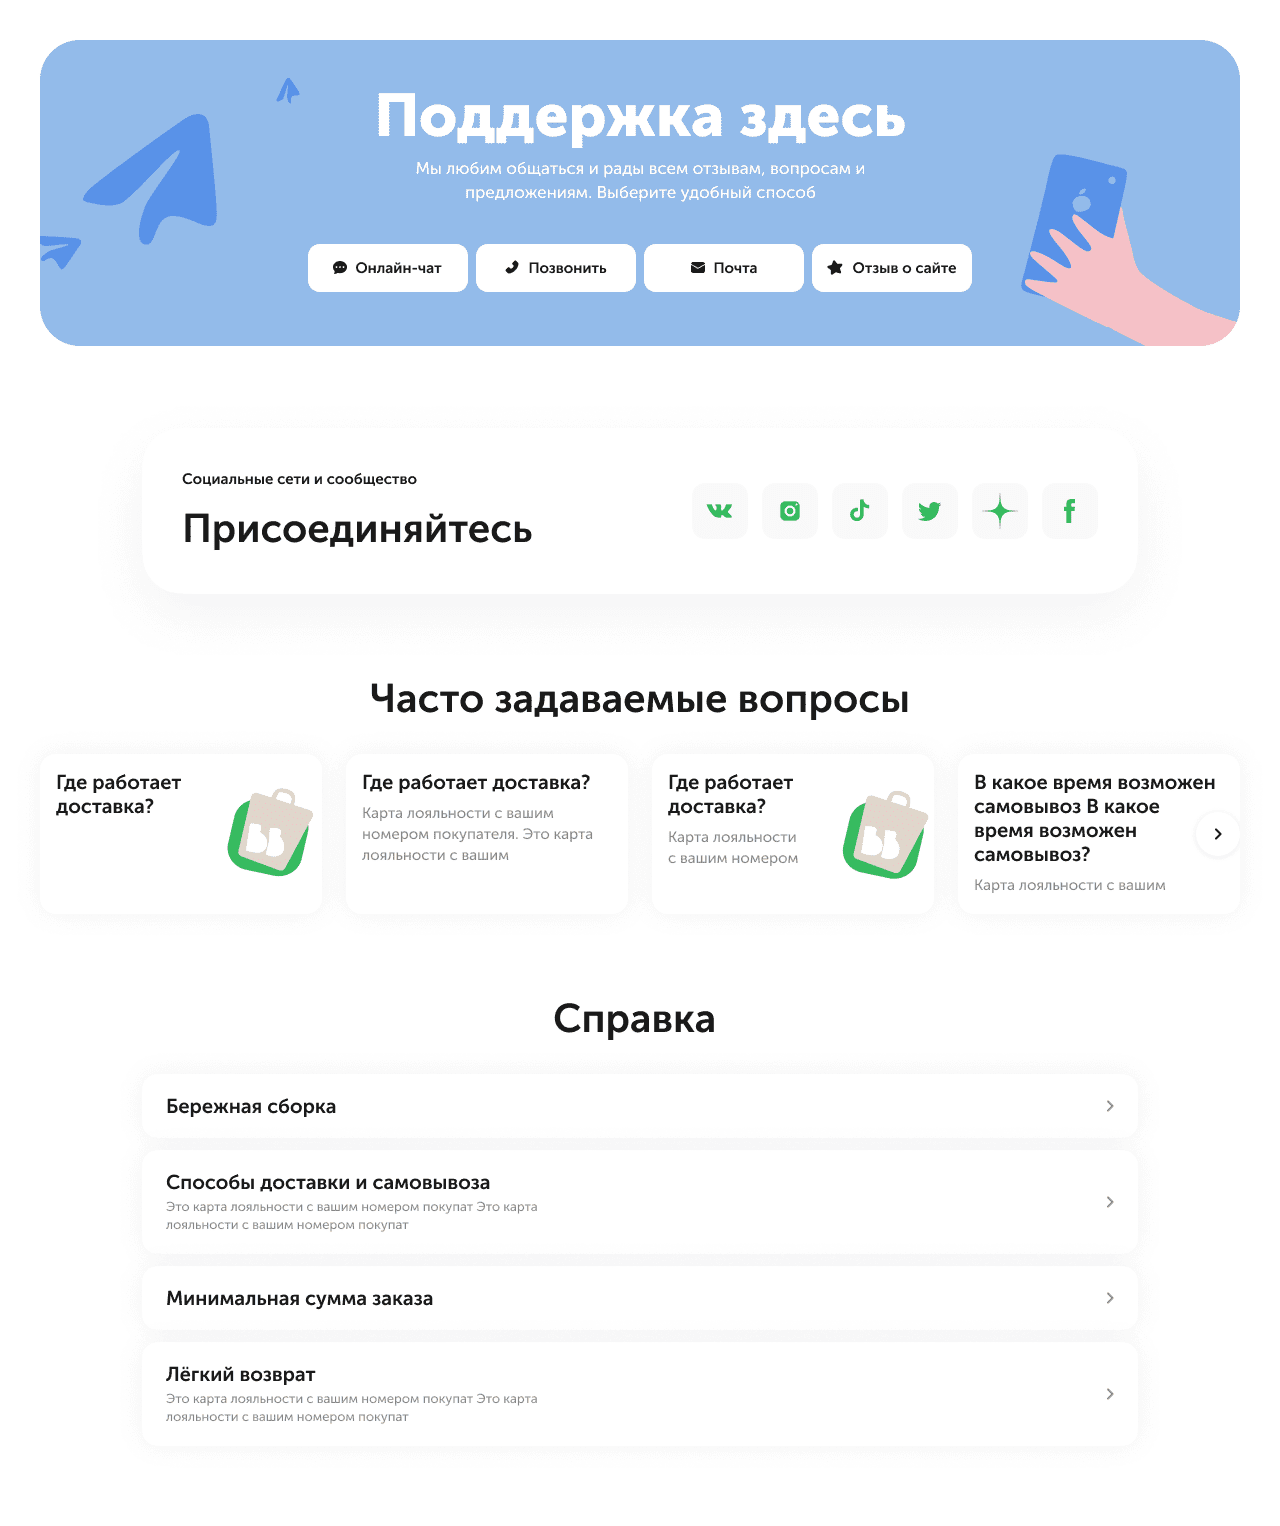 Поддержка здесь
Мы любим общаться и рады всем отзывам, вопросам и
предложениям. Выберите удобный способ
Онлайн-чат
Позвонить
Почта
Отзыв о сайте
Социальные сети и сообщество
Присоединяйтесь
Часто задаваемые вопросы
Где работает
доставка?
ВВ
Где работает доставка?
Карта лояльности с вашим
номером покупателя. Это карта
лояльности с вашим
Где работает
доставка?
Карта лояльности
с вашим номером
ВВ
В какое время возможен
самовывоз В какое
время возможен
самовывоз?
Карта лояльности с вашим
Справка
Бережная сборка
Способы доставки и самовывоза
Это карта лояльности с вашим номером покупат Это карта
лояльности с вашим номером покупат
Минимальная сумма заказа
Лёгкий возврат
Это карта лояльности с вашим номером покупат Это карта
лояльности с вашим номером покупат